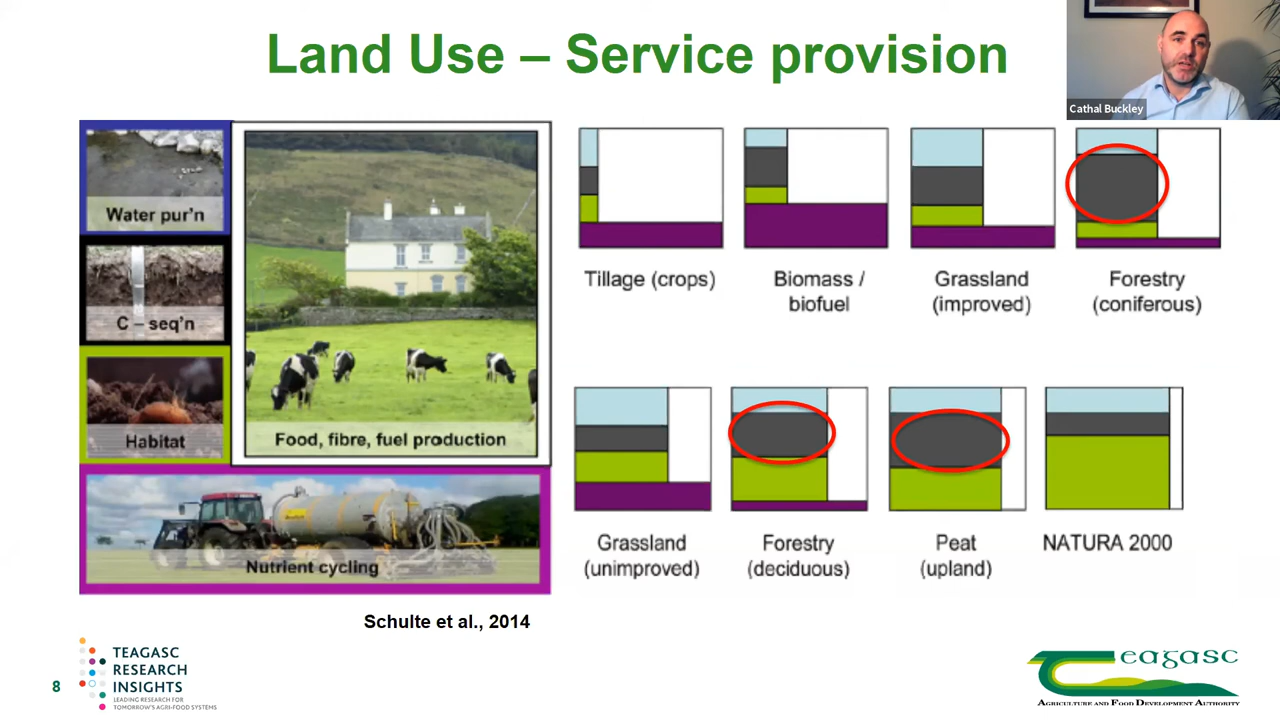 Land Use – Service provision
Cathal Buckley
Water pur'n
C – seq'n
Habitat
Food, fibre, fuel production
Nutrient cycling
Tillage (crops)
Biomass /
biofuel
Grassland
(improved)
Forestry
(coniferous)
Grassland
(unimproved)
Forestry
(deciduous)
Peat
(upland)
NATURA 2000
Schulte et al., 2014
8
TEAGASC
RESEARCH
INSIGHTS
LEADING RESEARCH FOR
TOMORROW'S AGRI-FOOD SYSTEMS
Teagasc
AGRICULTURE AND FOOD DEVELOPMENT AUTHORITY